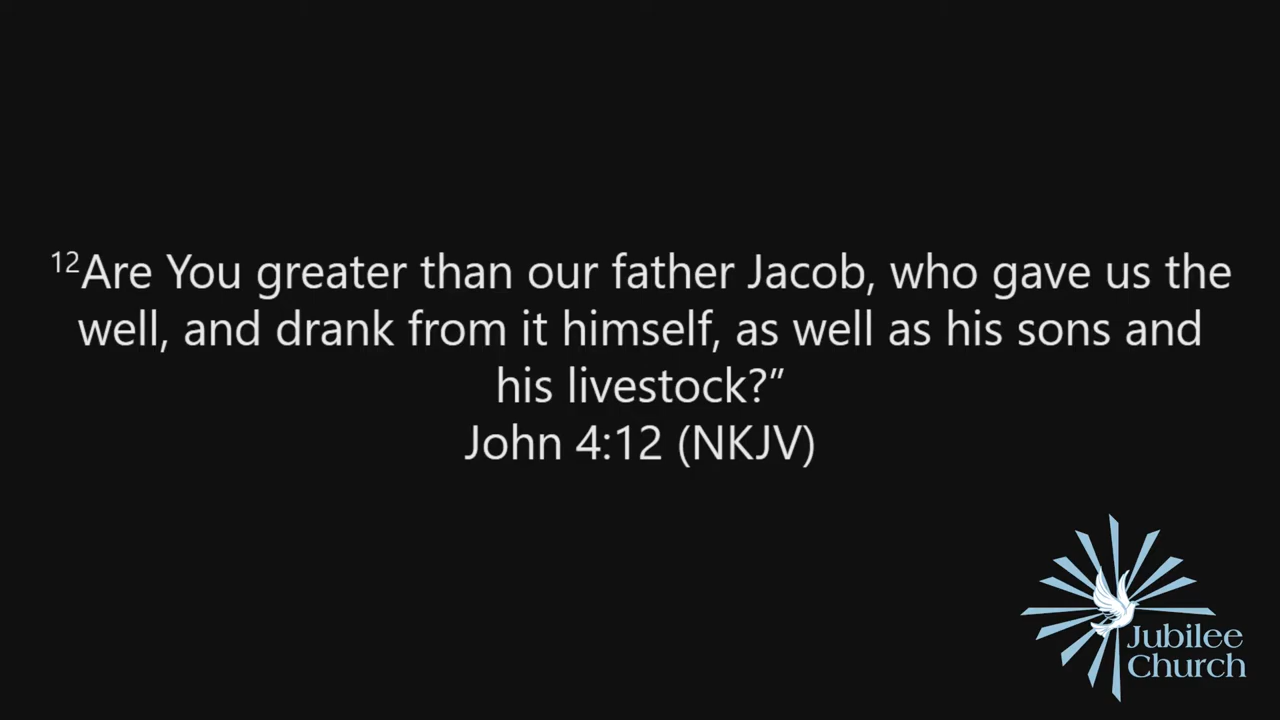 ¹²Are You greater than our father Jacob, who gave us the
well, and drank from it himself, as well as his sons and
his livestock?”
John 4:12 (NKJV)
Jubilee
Church